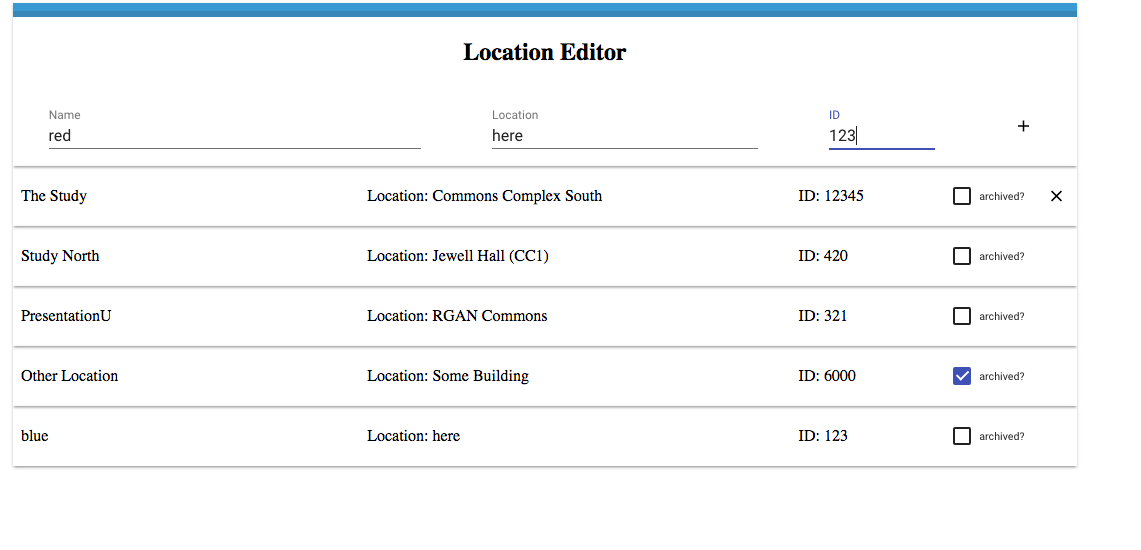 Location Editor
Name Location ID
red here 123 +
The Study Location: Commons Complex South ID: 12345 archived? ×
Study North Location: Jewell Hall (CC1) ID: 420 archived?
PresentationU Location: RGAN Commons ID: 321 archived?
Other Location Location: Some Building ID: 6000 archived?
blue Location: here ID: 123 archived?